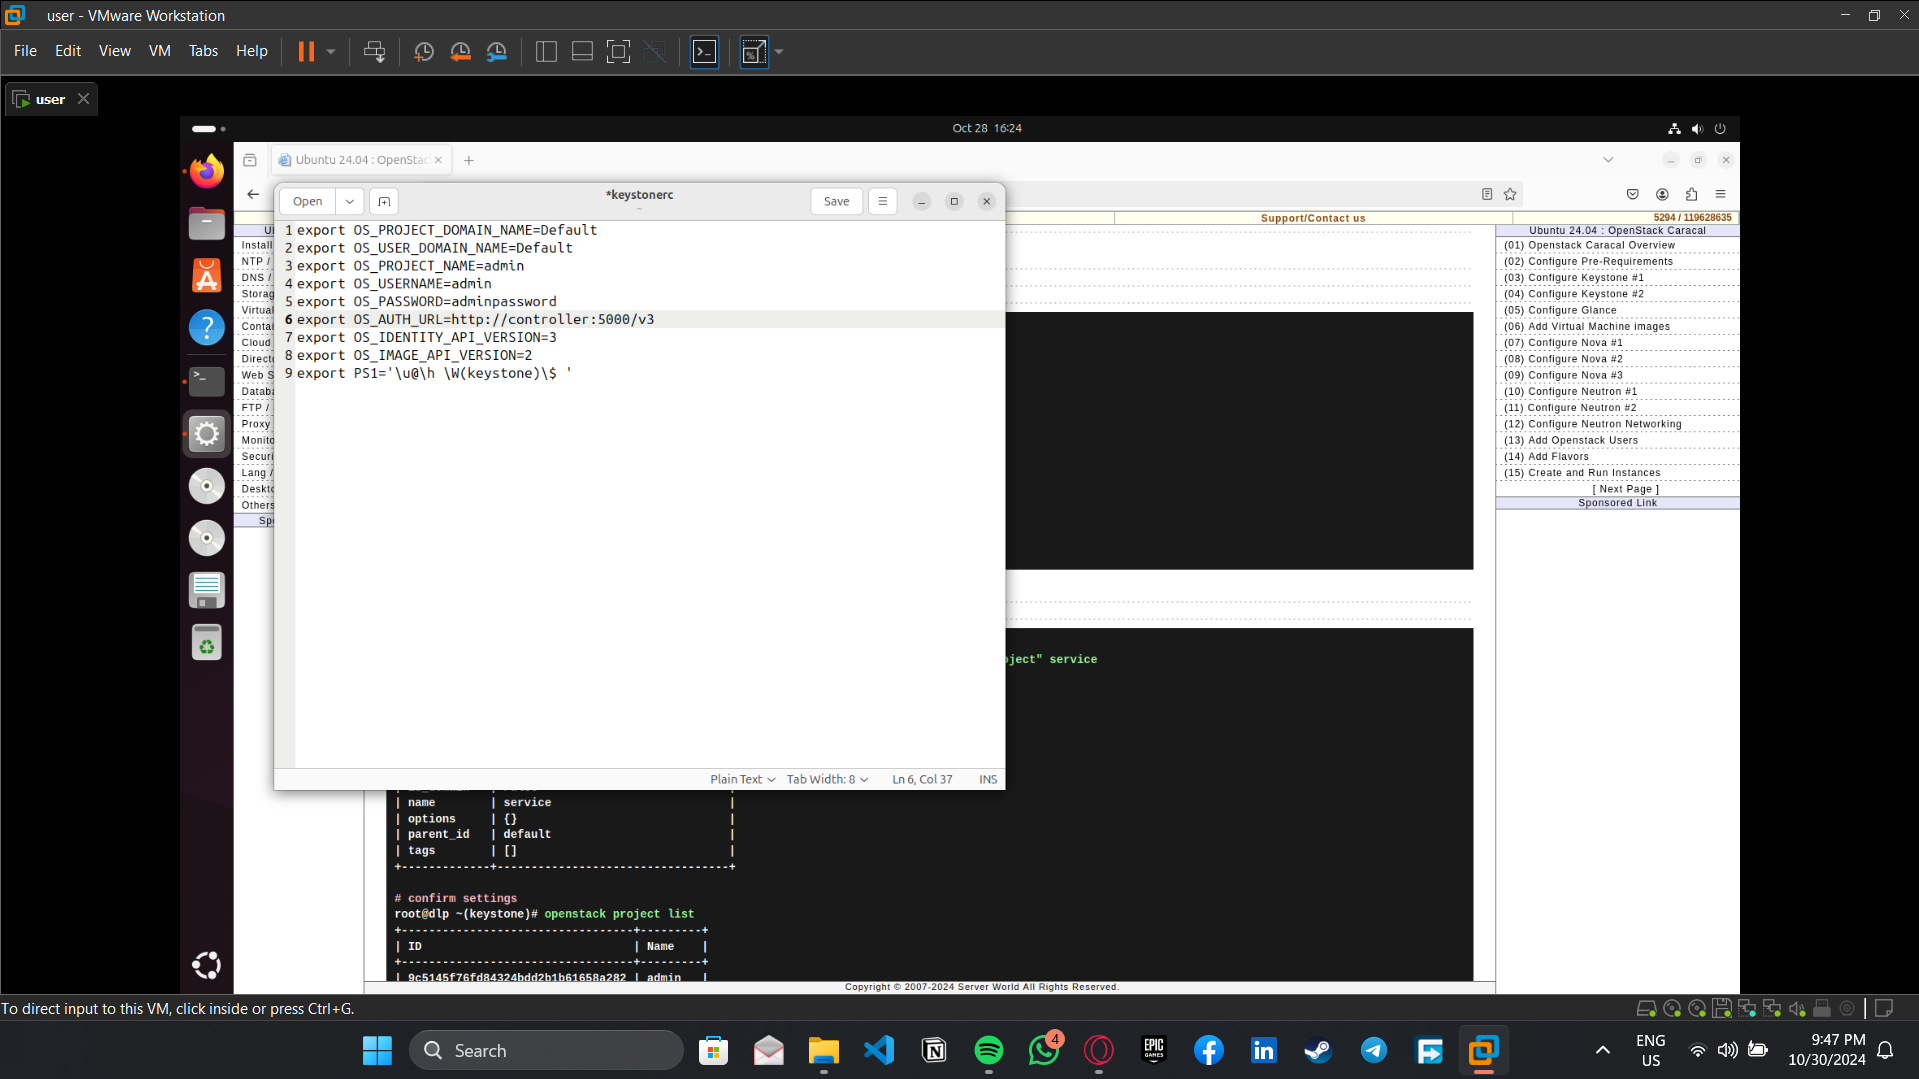 user - VMware Workstation
File Edit View VM Tabs Help
user
Oct 28 16:24
Ubuntu 24.04 : OpenStac
Open
*keystonerc
~
Save
Support/Contact us
5294 / 119628635
1 export OS_PROJECT_DOMAIN_NAME=Default
2 export OS_USER_DOMAIN_NAME=Default
3 export OS_PROJECT_NAME=admin
4 export OS_USERNAME=admin
5 export OS_PASSWORD=adminpassword
6 export OS_AUTH_URL=http://controller:5000/v3
7 export OS_IDENTITY_API_VERSION=3
8 export OS_IMAGE_API_VERSION=2
9 export PS1='\u@\h \W(keystone)\$ '
Plain Text Tab Width: 8 Ln 6, Col 37 INS
U
Install
NTP /
DNS /
Storag
Virtual
Contai
Cloud
Directo
Web S
Databa
FTP /
Proxy
Monito
Securi
Lang /
Deskto
Others
Spo
Ubuntu 24.04 : OpenStack Caracal
(01) Openstack Caracal Overview
(02) Configure Pre-Requirements
(03) Configure Keystone #1
(04) Configure Keystone #2
(05) Configure Glance
(06) Add Virtual Machine images
(07) Configure Nova #1
(08) Configure Nova #2
(09) Configure Nova #3
(10) Configure Neutron #1
(11) Configure Neutron #2
(12) Configure Neutron Networking
(13) Add Openstack Users
(14) Add Flavors
(15) Create and Run Instances
[ Next Page ]
Sponsored Link
oject" service
| name | service |
| options | {} |
| parent_id | default |
| tags | [] |
+-------------+----------------------------------+
# confirm settings
root@dlp ~(keystone)# openstack project list
+----------------------------------+---------+
| ID | Name |
+----------------------------------+---------+
| 9c5145f76fd84324bdd2b1b61658a282 | admin |
Copyright © 2007-2024 Server World All Rights Reserved.
To direct input to this VM, click inside or press Ctrl+G.
Search
4
EPIC GAMES
ENG
US
9:47 PM
10/30/2024